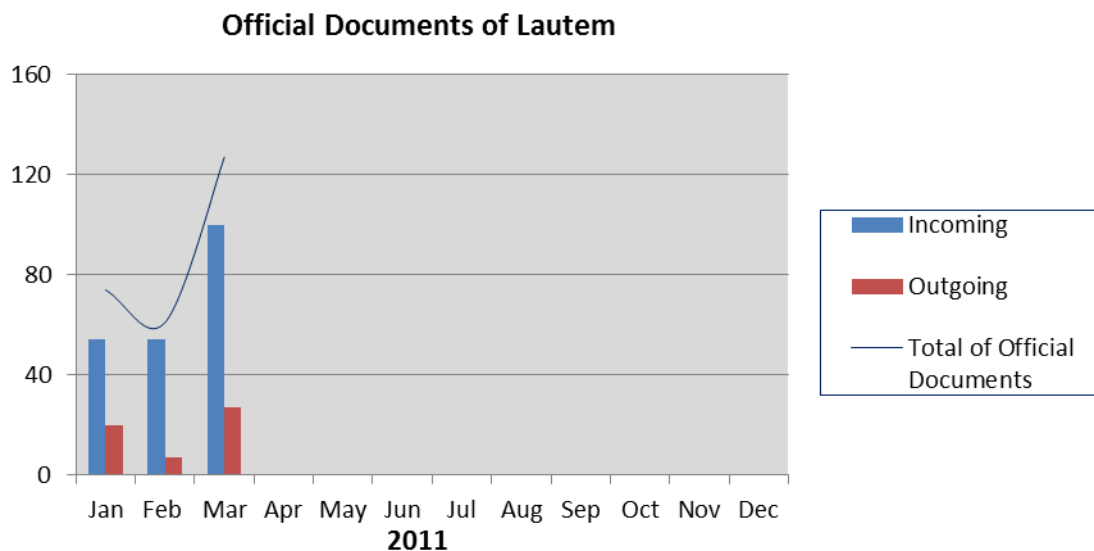 Official Documents of Lautem
160
120
80
40
0
Jan Feb Mar Apr May Jun Jul Aug Sep Oct Nov Dec
2011
Incoming
Outgoing
Total of Official
Documents